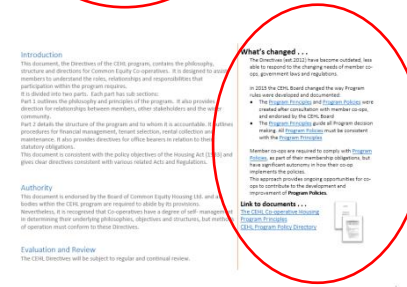 Introduction
This document, the Directives of the CEHL program, contains the philosophy,
structure and directions for Common Equity Co-operatives. It is designed to assist
members to understand the roles, relationships and responsibilities that
participation within the program requires.
It is divided into two parts. Each part has sub sections:
Part 1 outlines the philosophy and principles of the program. It also provides
direction for members, other stakeholders and the wider
community.
Part 2 details the structure of the program and to whom it is accountable. It outlines
procedures for financial management, tenant selection, rental collection and
maintenance. It also provides directives for office bearers in relation to their
statutory obligations.
This document is consistent with the policy objectives of the Housing Act (1983) and
gives clear directives consistent with various related Acts and Regulations.
Authority
This document is endorsed by the Board of Common Equity Housing Ltd. and all
bodies within the CEHL program are required to abide by its provisions.
Nevertheless, it is recognised that Co-operatives have a degree of self-management
in determining their underlying philosophies, objectives and structures, but methods
of operation must conform to these Directives.
Evaluation and Review
The CEHL Directives will be subject to regular and continual review.
What's changed . . .
The Directives (est 2012) have become outdated, less
able to respond to the changing needs of member co-
ops, government laws and regulations.
In 2015 the CEHL Board changed the way Program
rules were developed and documented:
• The Program Principles and Program Policies were
created after consultation with member co-ops,
and endorsed by the CEHL Board
• The Program Principles guide all Program decision
making. All Program Policies must be consistent
with the Program Principles
Member co-ops are required to comply with Program
Policies, as part of their membership obligations, but
have significant autonomy in how their co-op
implements the policies.
This approach provides ongoing opportunities for co-
ops to contribute to the development and
improvement of Program Policies.
Link to documents . . .
The CEHL Co-operative Housing
Program Principles
CEHL Program Policy Directory